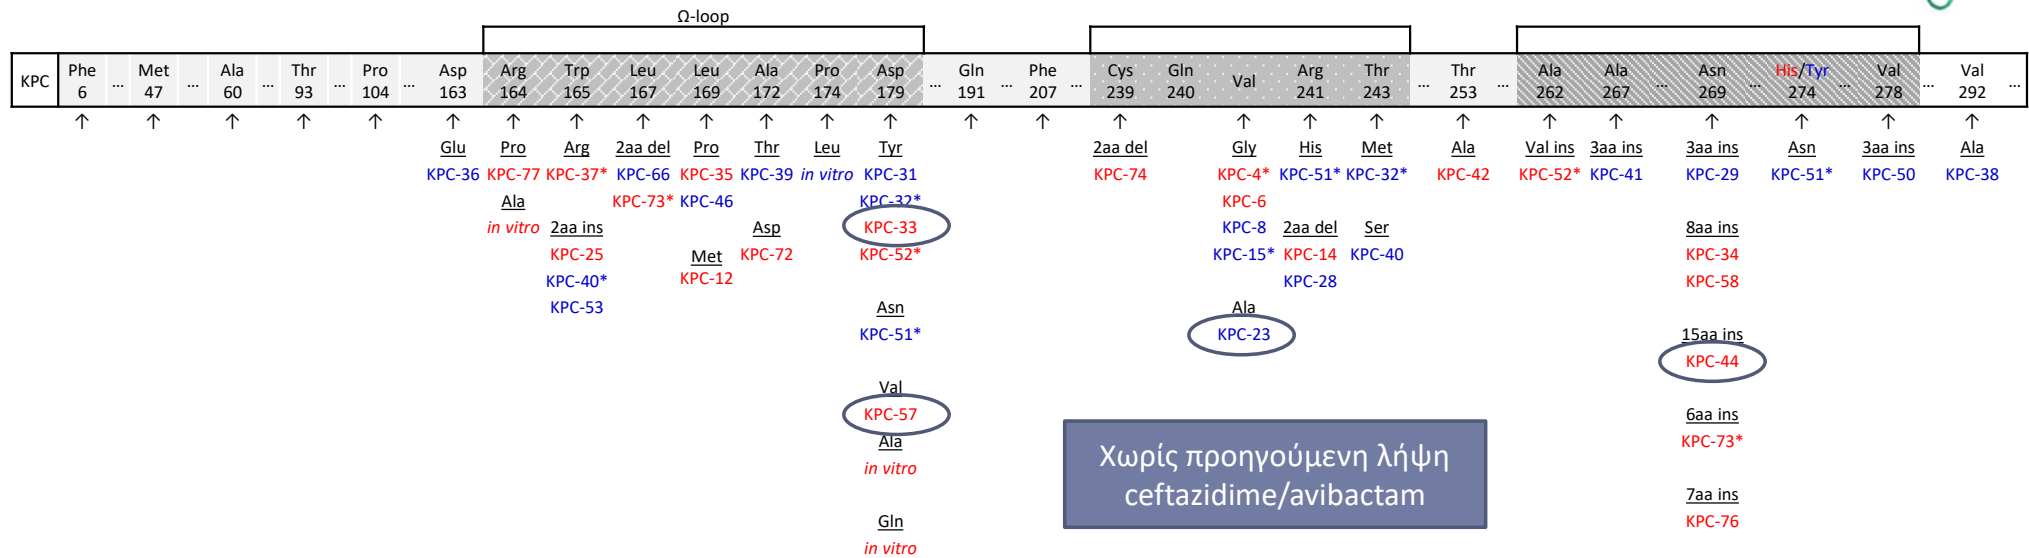 Ω-loop
KPC Phe ... Met ... Ala ... Thr ... Pro ... Asp Arg Trp Leu Leu Ala Pro Asp ... Gln Phe ... Cys Gln Val Arg Thr ... Thr ... Ala Ala ... Asn ... His/Tyr ... Val ... Val ...
6 47 60 93 104 163 164 165 167 169 172 174 179 191 207 239 240 241 243 253 262 267 269 274 278 292
↑ ↑ ↑ ↑ ↑ ↑ ↑ ↑ ↑ ↑ ↑ ↑ ↑ ↑ ↑ ↑ ↑ ↑ ↑ ↑ ↑ ↑ ↑ ↑ ↑ ↑
Glu Pro Arg 2aa del Pro Thr Leu Tyr 2aa del Gly His Met Ala Val ins 3aa ins 3aa ins Asn 3aa ins Ala
KPC-36 KPC-77 KPC-37* KPC-66 KPC-35 KPC-39 in vitro KPC-31 KPC-74 KPC-4* KPC-51* KPC-32* KPC-42 KPC-52* KPC-41 KPC-29 KPC-51* KPC-50 KPC-38
Ala KPC-73* KPC-46 KPC-32* KPC-6
in vitro 2aa ins Asp KPC-33 KPC-8 2aa del Ser 8aa ins
KPC-25 Met KPC-72 KPC-52* KPC-15* KPC-14 KPC-40 KPC-34
KPC-40* KPC-12 KPC-28 KPC-58
KPC-53 Asn Ala
KPC-51* KPC-23 15aa ins
KPC-44
Val
KPC-57 6aa ins
Ala KPC-73*
in vitro
Χωρίς προηγούμενη λήψη
ceftazidime/avibactam
7aa ins
Gln KPC-76
in vitro